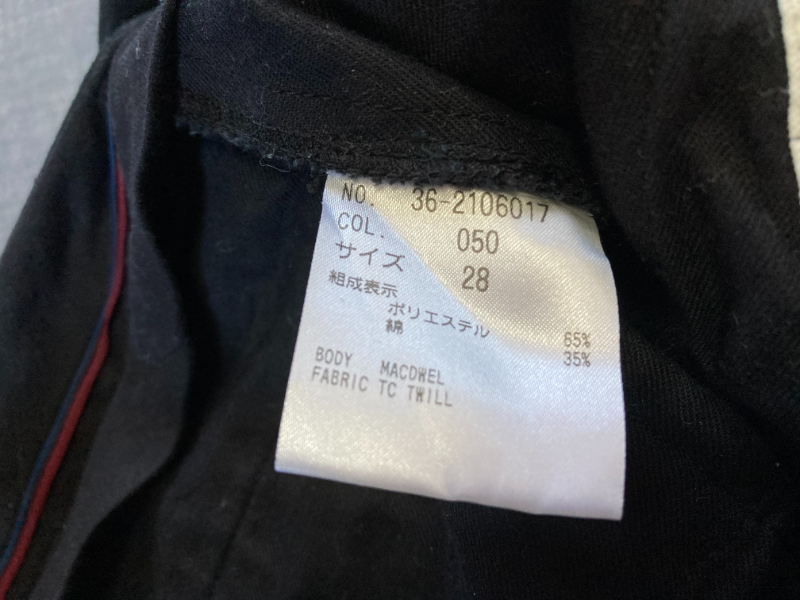 NO. 36-2106017
COL. 050
サイズ 28
組成表示
ポリエステル 65%
綿 35%
BODY MACDWEL
FABRIC TC TWILL